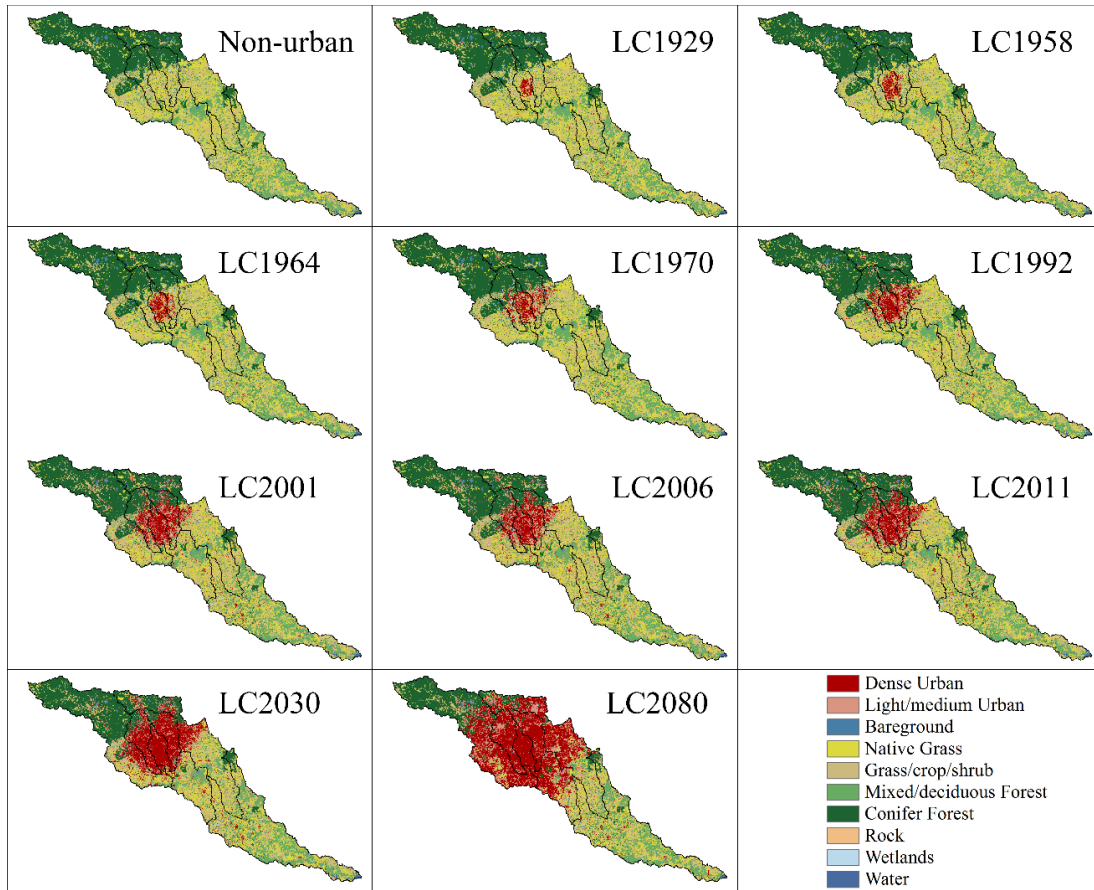 Non-urban
LC1929
LC1958
LC1964
LC1970
LC1992
LC2001
LC2006
LC2011
LC2030
LC2080
Dense Urban
Light/medium Urban
Bareground
Native Grass
Grass/crop/shrub
Mixed/deciduous Forest
Conifer Forest
Rock
Wetlands
Water